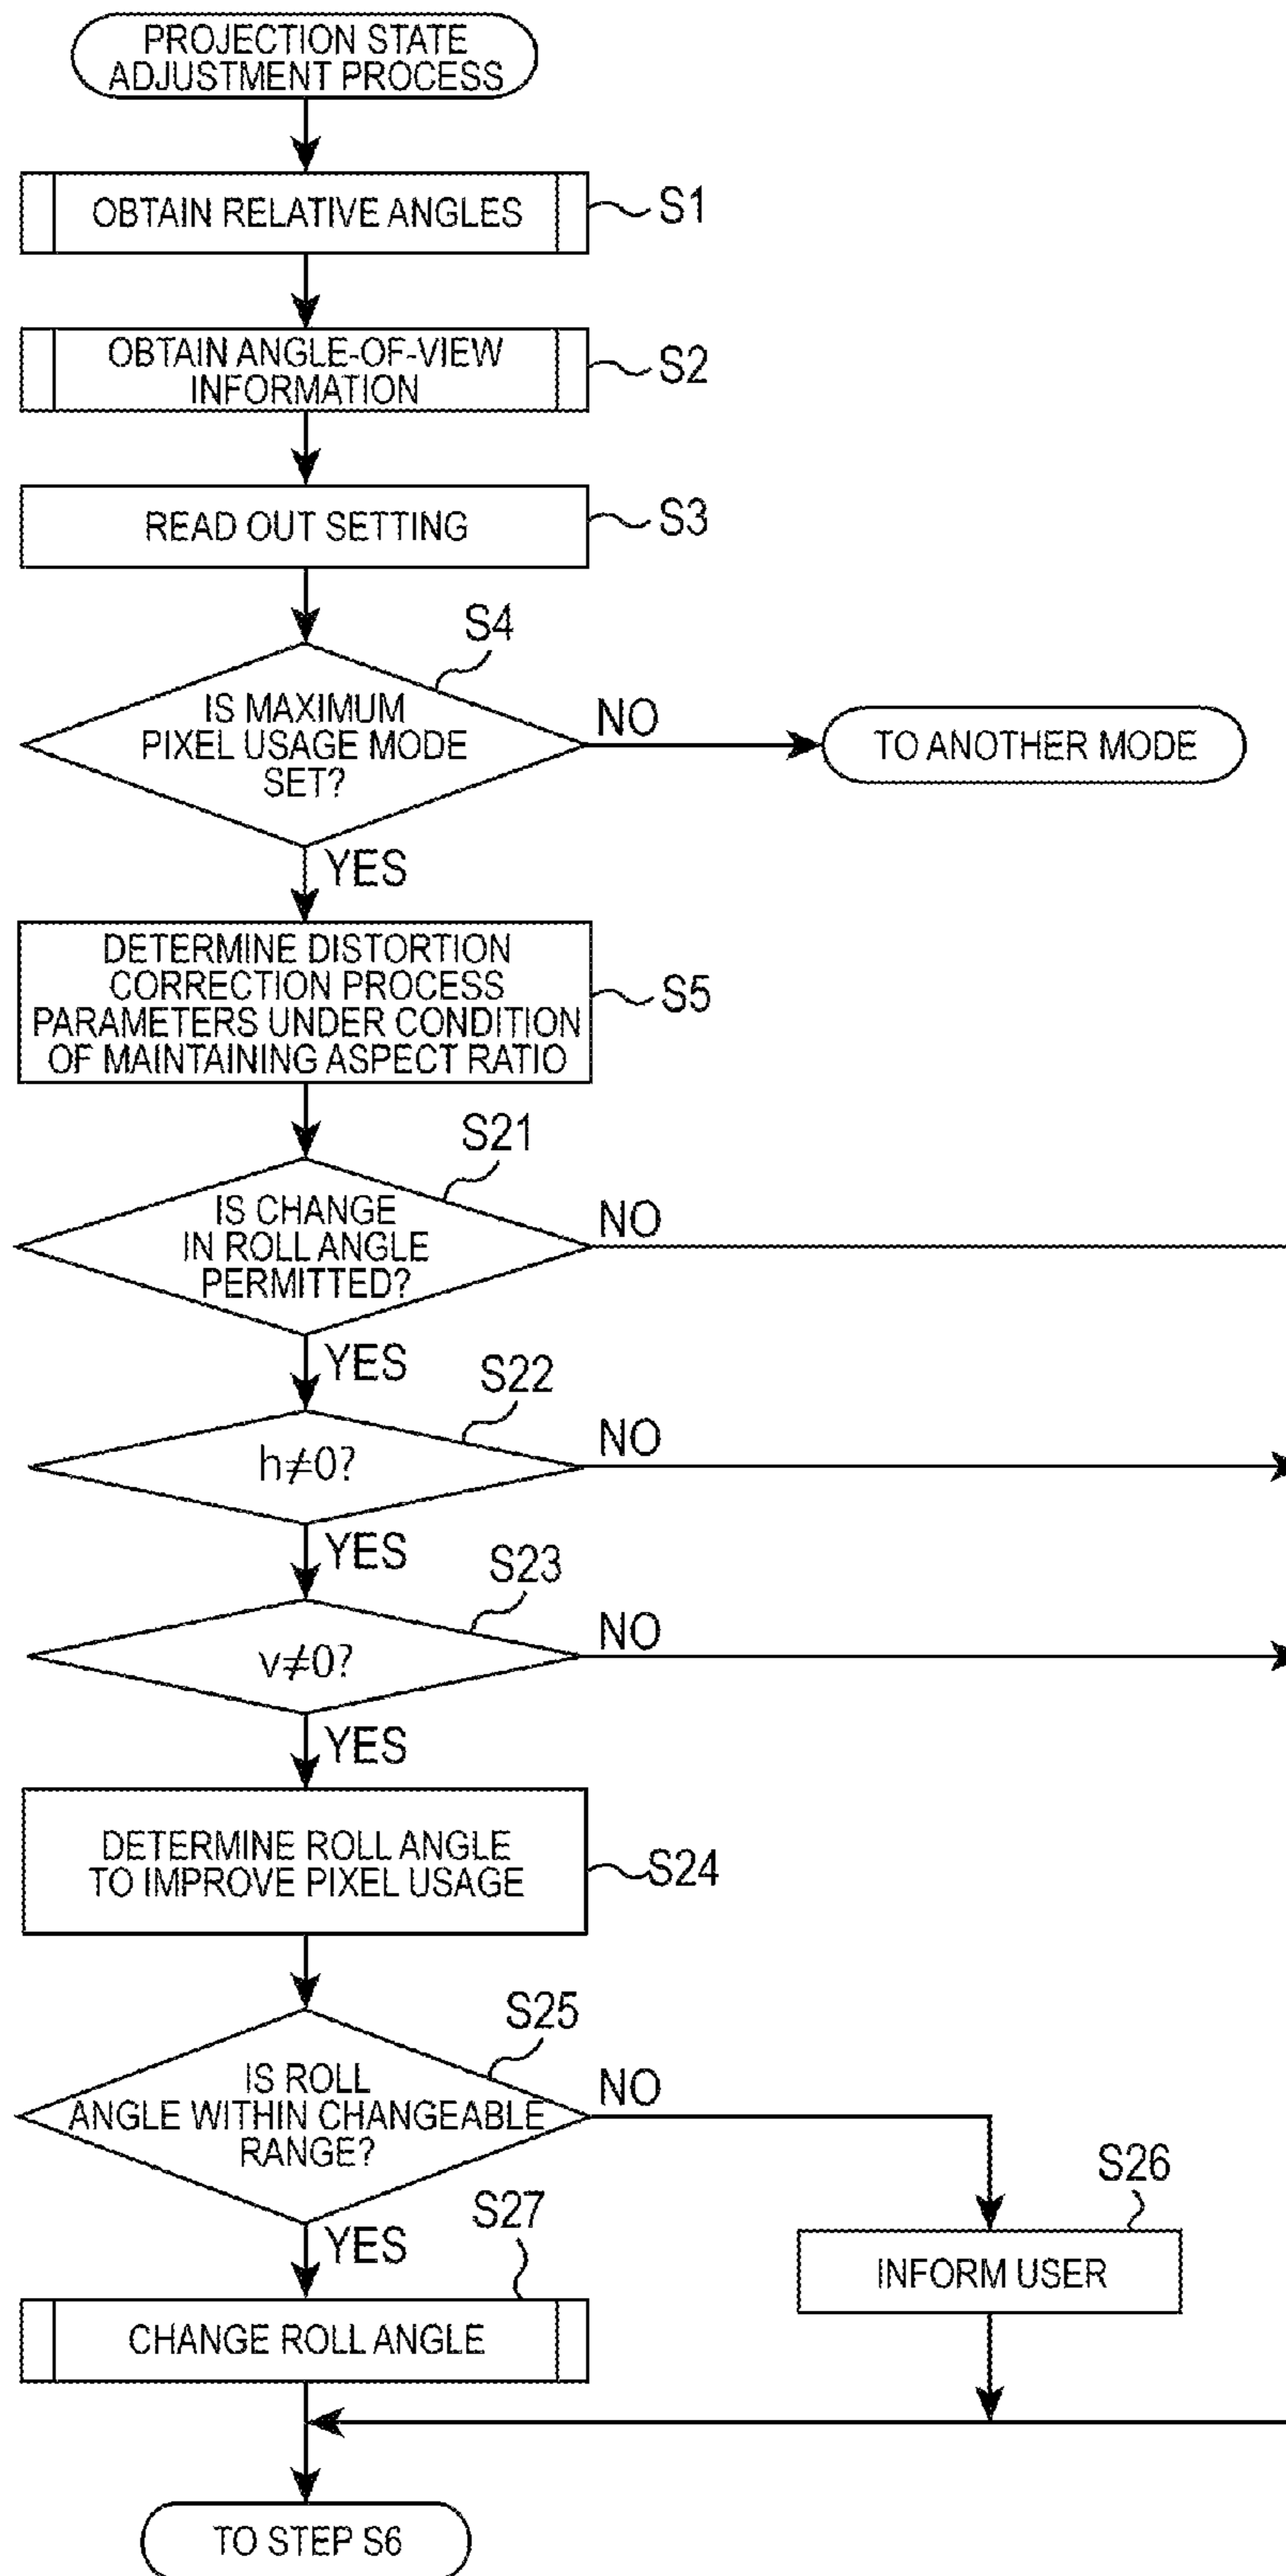 PROJECTION STATE
ADJUSTMENT PROCESS
OBTAIN RELATIVE ANGLES
S1
OBTAIN ANGLE-OF-VIEW
INFORMATION
S2
READ OUT SETTING
S3
S4
IS MAXIMUM
PIXEL USAGE MODE
SET?
NO
TO ANOTHER MODE
YES
DETERMINE DISTORTION
CORRECTION PROCESS
PARAMETERS UNDER CONDITION
OF MAINTAINING ASPECT RATIO
S5
S21
IS CHANGE
IN ROLL ANGLE
PERMITTED?
NO
YES
S22
h≠0?
NO
YES
S23
v≠0?
NO
YES
DETERMINE ROLL ANGLE
TO IMPROVE PIXEL USAGE
S24
S25
IS ROLL
ANGLE WITHIN CHANGEABLE
RANGE?
NO
S26
INFORM USER
YES
S27
CHANGE ROLL ANGLE
TO STEP S6